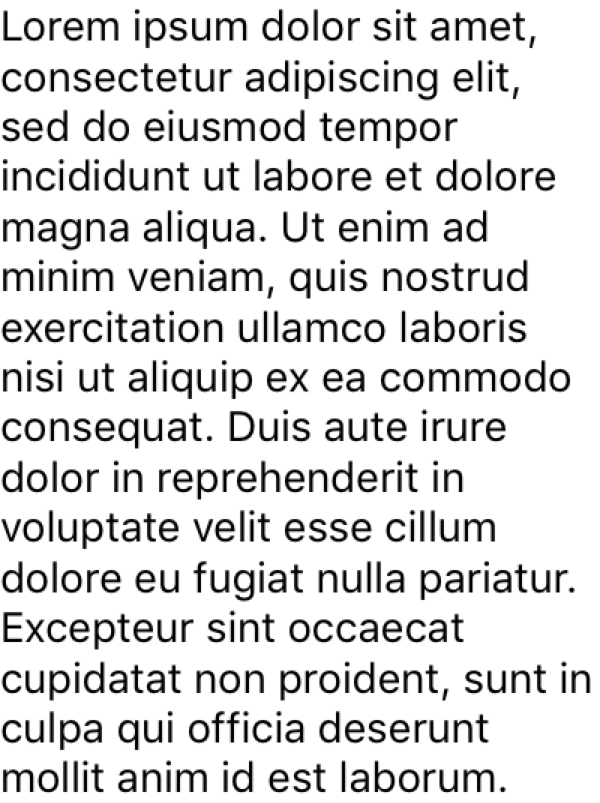 Lorem ipsum dolor sit amet,
consectetur adipiscing elit,
sed do eiusmod tempor
incididunt ut labore et dolore
magna aliqua. Ut enim ad
minim veniam, quis nostrud
exercitation ullamco laboris
nisi ut aliquip ex ea commodo
consequat. Duis aute irure
dolor in reprehenderit in
voluptate velit esse cillum
dolore eu fugiat nulla pariatur.
Excepteur sint occaecat
cupidatat non proident, sunt in
culpa qui officia deserunt
mollit anim id est laborum.